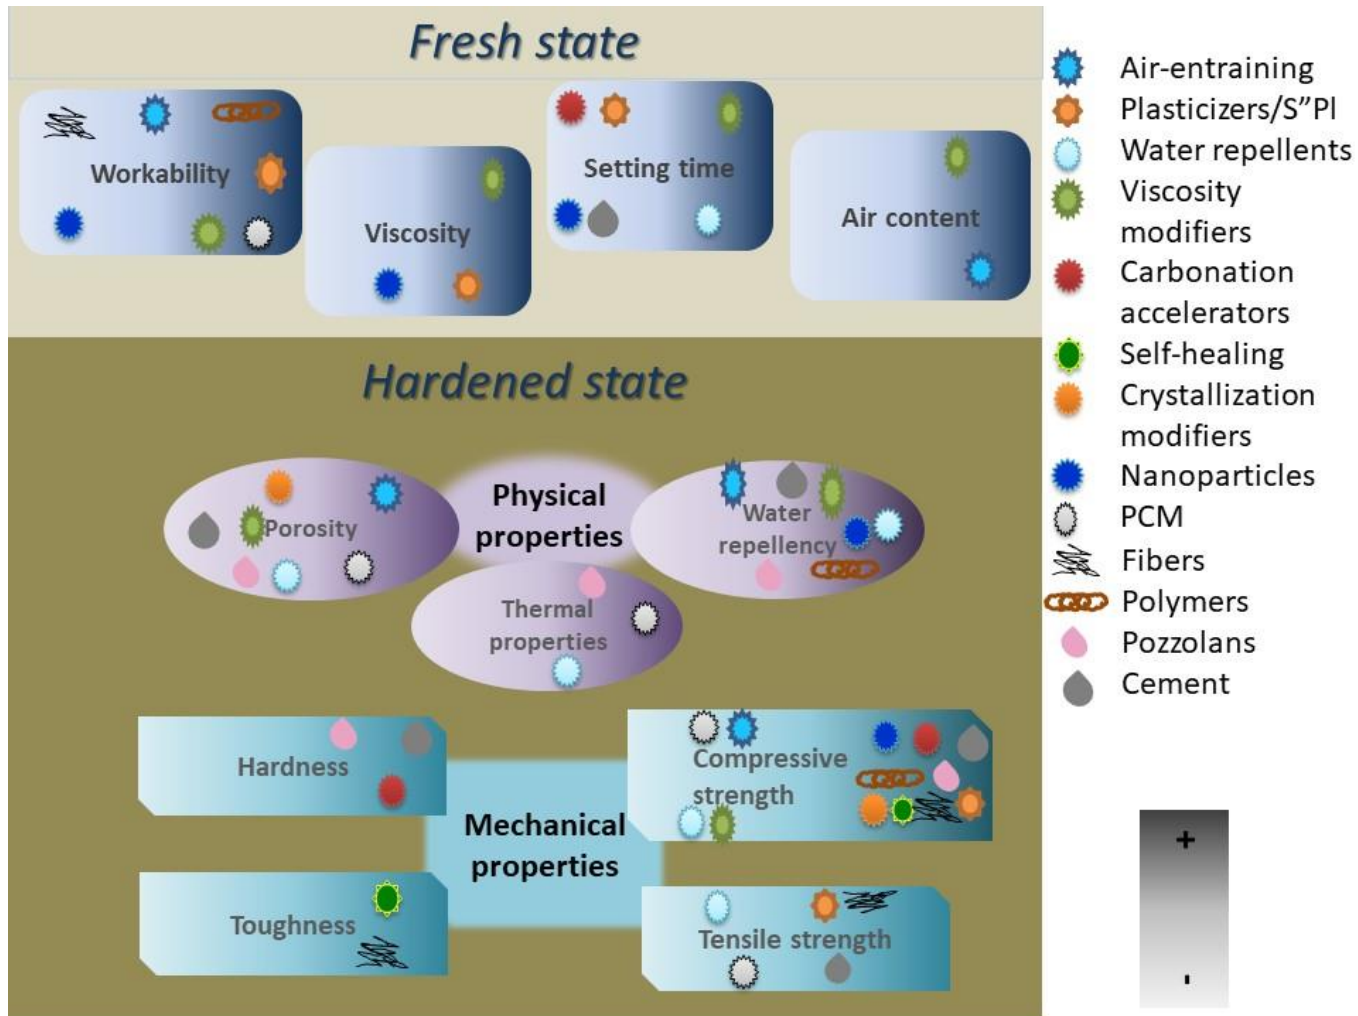 Fresh state
Workability
Viscosity
Setting time
Air content
Hardened state
Physical
properties
Porosity
Water
repellency
Thermal
properties
Hardness
Compressive
strength
Mechanical
properties
Toughness
Tensile strength
Air-entraining
Plasticizers/S”Pl
Water repellents
Viscosity
modifiers
Carbonation
accelerators
Self-healing
Crystallization
modifiers
Nanoparticles
PCM
Fibers
Polymers
Pozzolans
Cement
+
-